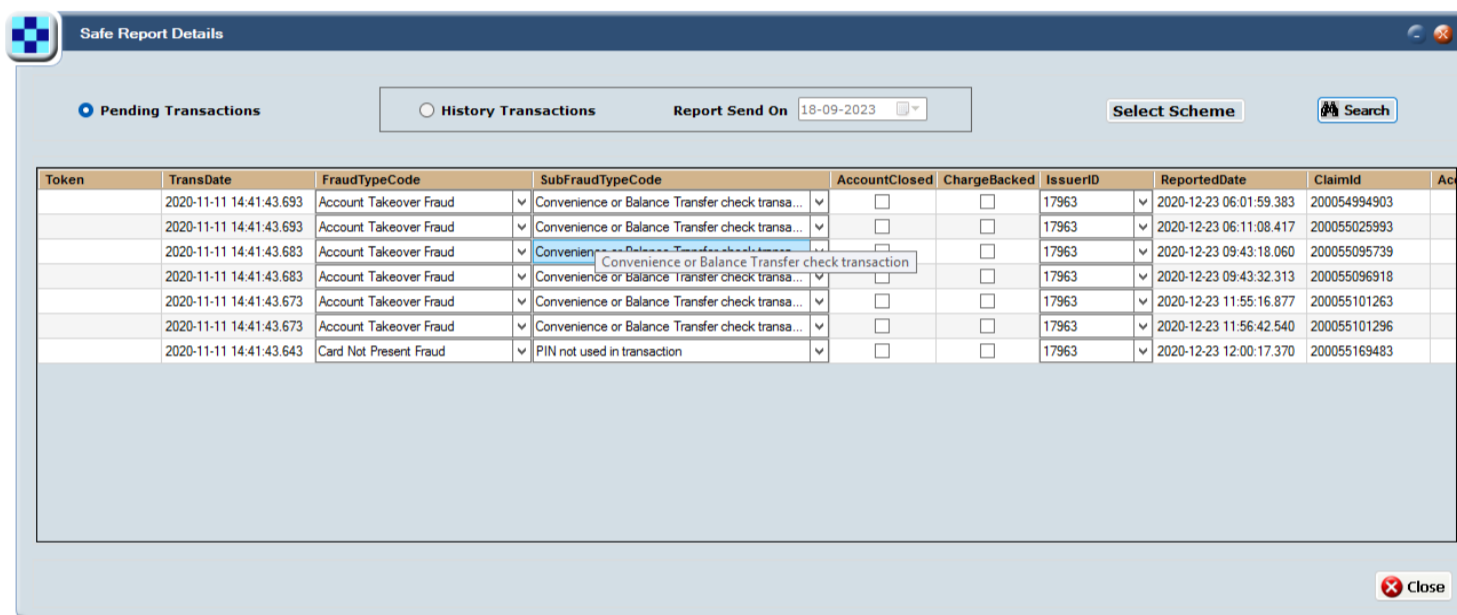 Safe Report Details
Pending Transactions History Transactions Report Send On 18-09-2023 Select Scheme Search
Token TransDate FraudTypeCode SubFraudTypeCode AccountClosed ChargeBacked IssuerID ReportedDate ClaimId Acc
2020-11-11 14:41:43.693 Account Takeover Fraud Convenience or Balance Transfer check transa... 17963 2020-12-23 06:01:59.383 200054994903
2020-11-11 14:41:43.693 Account Takeover Fraud Convenience or Balance Transfer check transa... 17963 2020-12-23 06:11:08.417 200055025993
2020-11-11 14:41:43.683 Account Takeover Fraud 17963 2020-12-23 09:43:18.060 200055095739
Convenience or Balance Transfer check transaction
2020-11-11 14:41:43.683 Account Takeover Fraud Convenience or Balance Transfer check transa... 17963 2020-12-23 09:43:32.313 200055096918
2020-11-11 14:41:43.673 Account Takeover Fraud Convenience or Balance Transfer check transa... 17963 2020-12-23 11:55:16.877 200055101263
2020-11-11 14:41:43.673 Account Takeover Fraud Convenience or Balance Transfer check transa... 17963 2020-12-23 11:56:42.540 200055101296
2020-11-11 14:41:43.643 Card Not Present Fraud PIN not used in transaction 17963 2020-12-23 12:00:17.370 200055169483
Close